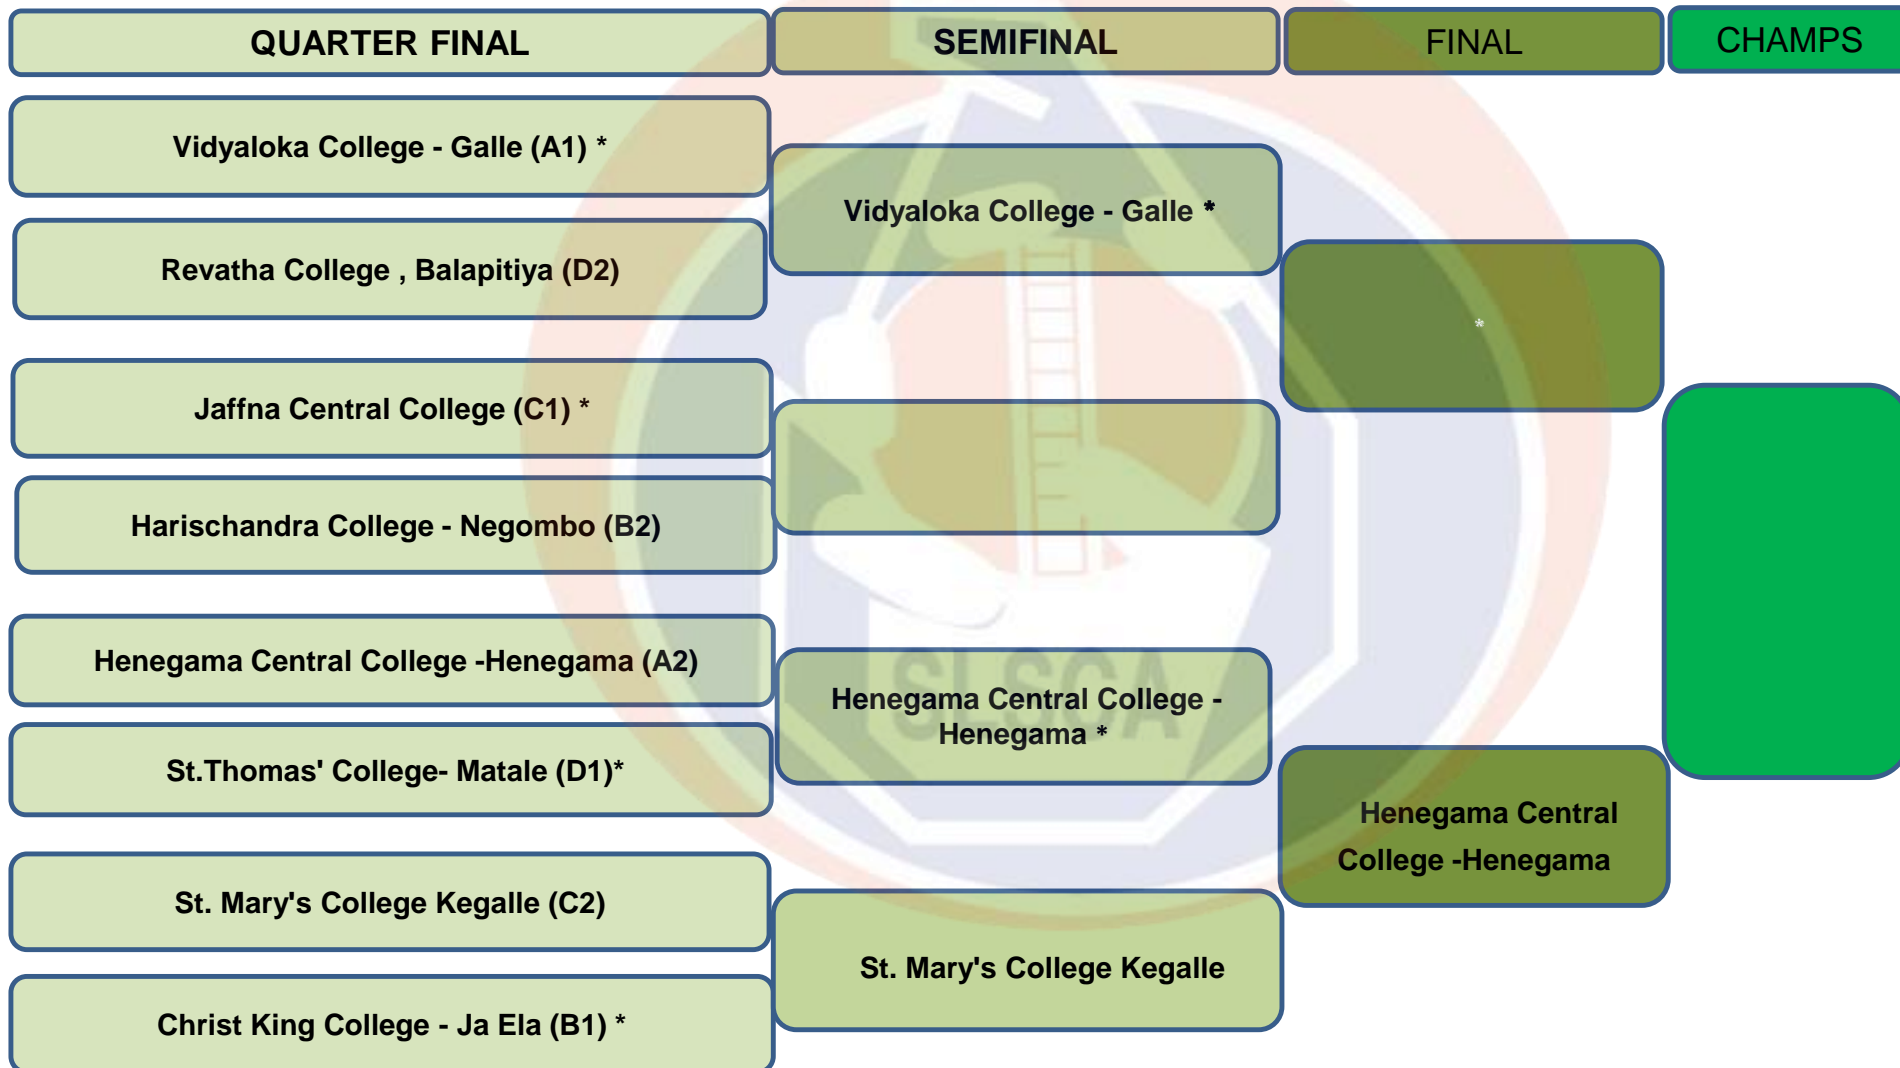 QUARTER FINAL
SEMIFINAL
FINAL
CHAMPS
Vidyaloka College - Galle (A1) *
Revatha College , Balapitiya (D2)
Jaffna Central College (C1) *
Harischandra College - Negombo (B2)
Henegama Central College -Henegama (A2)
St.Thomas' College- Matale (D1)*
St. Mary's College Kegalle (C2)
Christ King College - Ja Ela (B1) *
Vidyaloka College - Galle *
Henegama Central College -
Henegama *
St. Mary's College Kegalle
*
Henegama Central
College -Henegama
SLSCA